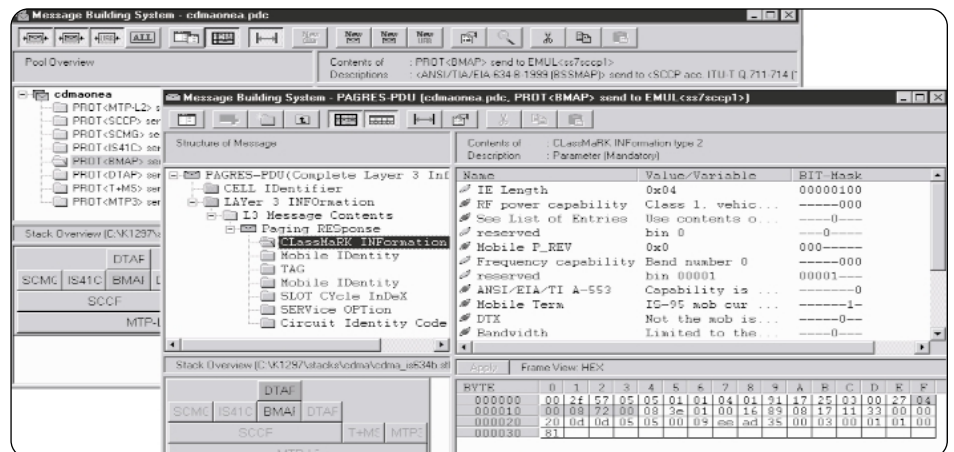 Message Building System - cdmaonea.pdc
ALL
New
New
New
New
Pool Overview
Contents of : PROT<BMAP> send to EMUL<ss7sccp1>
Descriptions : <ANSI/TIA/EIA-634-B-1999 (BSSMAP)> send to <SCCP acc. ITU-T Q.711-714 [
cdmaonea
PROT<MTP-L2> s
PROT<SCCP> ser
PROT<SCMG> se
PROT<IS41C> ser
PROT<BMAP> se
PROT<DTAP> ser
PROT<T+MS> ser
PROT<MTP3> ser
Stack Overview [C:\K1297\
DTAF
SCMC IS41C BMAI
SCCF
MTP-L
Message Building System - PAGRES-PDU (cdmaonea.pdc, PROT<BMAP> send to EMUL<ss7sccp1>)
Structure of Message
Contents of : CLassMaRK INFormation type 2
Description : Parameter (Mandatory)
PAGRES-PDU(Complete Layer 3 Inf
CELL IDentifier
LAYer 3 INFOrmation
L3 Message Contents
Paging RESponse
CLassMaRK INFormation
Mobile IDentity
TAG
Mobile IDentity
SLOT CYcle InDeX
SERVice OPTion
Circuit Identity Code
Name Value/Variable BIT-Mask
IE Length 0x04 00000100
RF power capability Class 1, vehic... -----000
See List of Entries Use contents o... ----0---
reserved bin 0 ---0----
Mobile P_REV 0x0 000-----
Frequency capability Band number 0 -----000
reserved bin 00001 00001---
ANSI/EIA/TI A-553 Capability is ... -------0
Mobile Term IS-95 mob cur ... ------1-
DTX Not the mob is... -----0--
Bandwidth Limited to the... ----0---
Stack Overview [C:\K1297\stacks\cdma\cdma_is634b.stl
Apply Frame View: HEX
DTAF
SCMC IS41C BMAI DTAF
SCCF T+MS MTP3
BYTE 0 1 2 3 4 5 6 7 8 9 A B C D E F
000000 00 2f 57 05 05 01 01 04 01 91 17 25 03 00 27 04
000010 00 08 72 00 08 3e 01 00 16 89 08 17 11 33 00 00
000020 20 0d 0d 05 05 00 09 ee ad 35 00 03 00 01 01 00
000030 81